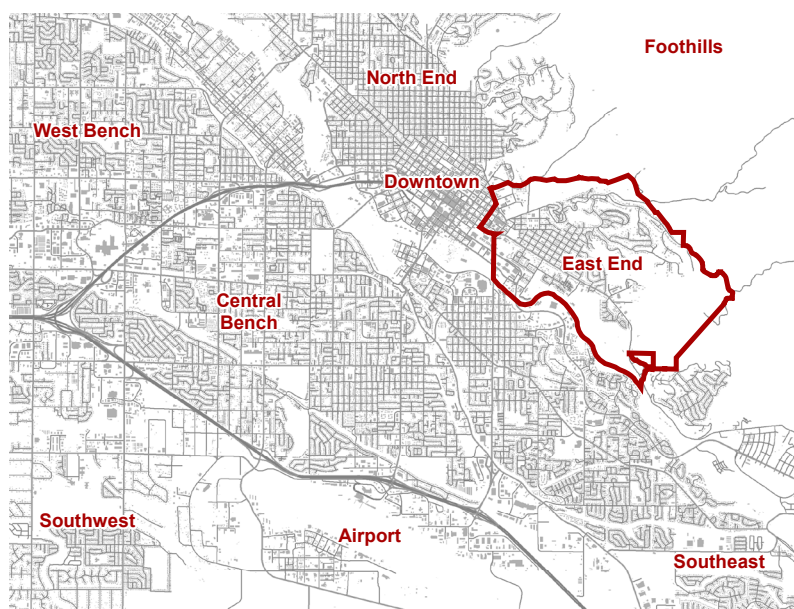 Foothills
North End
West Bench
Downtown
East End
Central
Bench
Southwest
Airport
Southeast